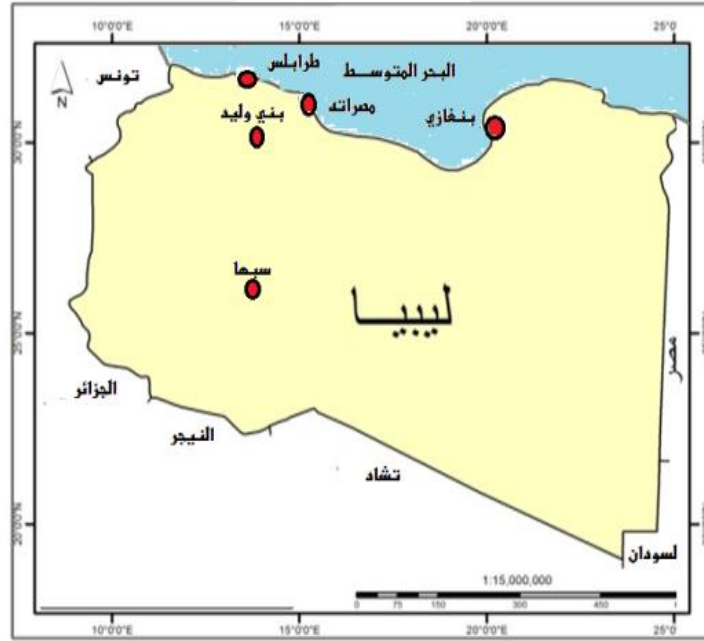 10°0'0"E 15°0'0"E 20°0'0"E 25°0
تونس
طرابلس
البحر المتوسط
N
مصراته
بنغازي
بني وليد
30°0'0"N
سبها
ليبيا
25°0'0"N
مصر
الجزائر
النيجر
تشاد
20°0'0"N
لسودان
1:15,000,000
0 75 150 300 450
10°0'0"E 15°0'0"E 20°0'0"E 25°0